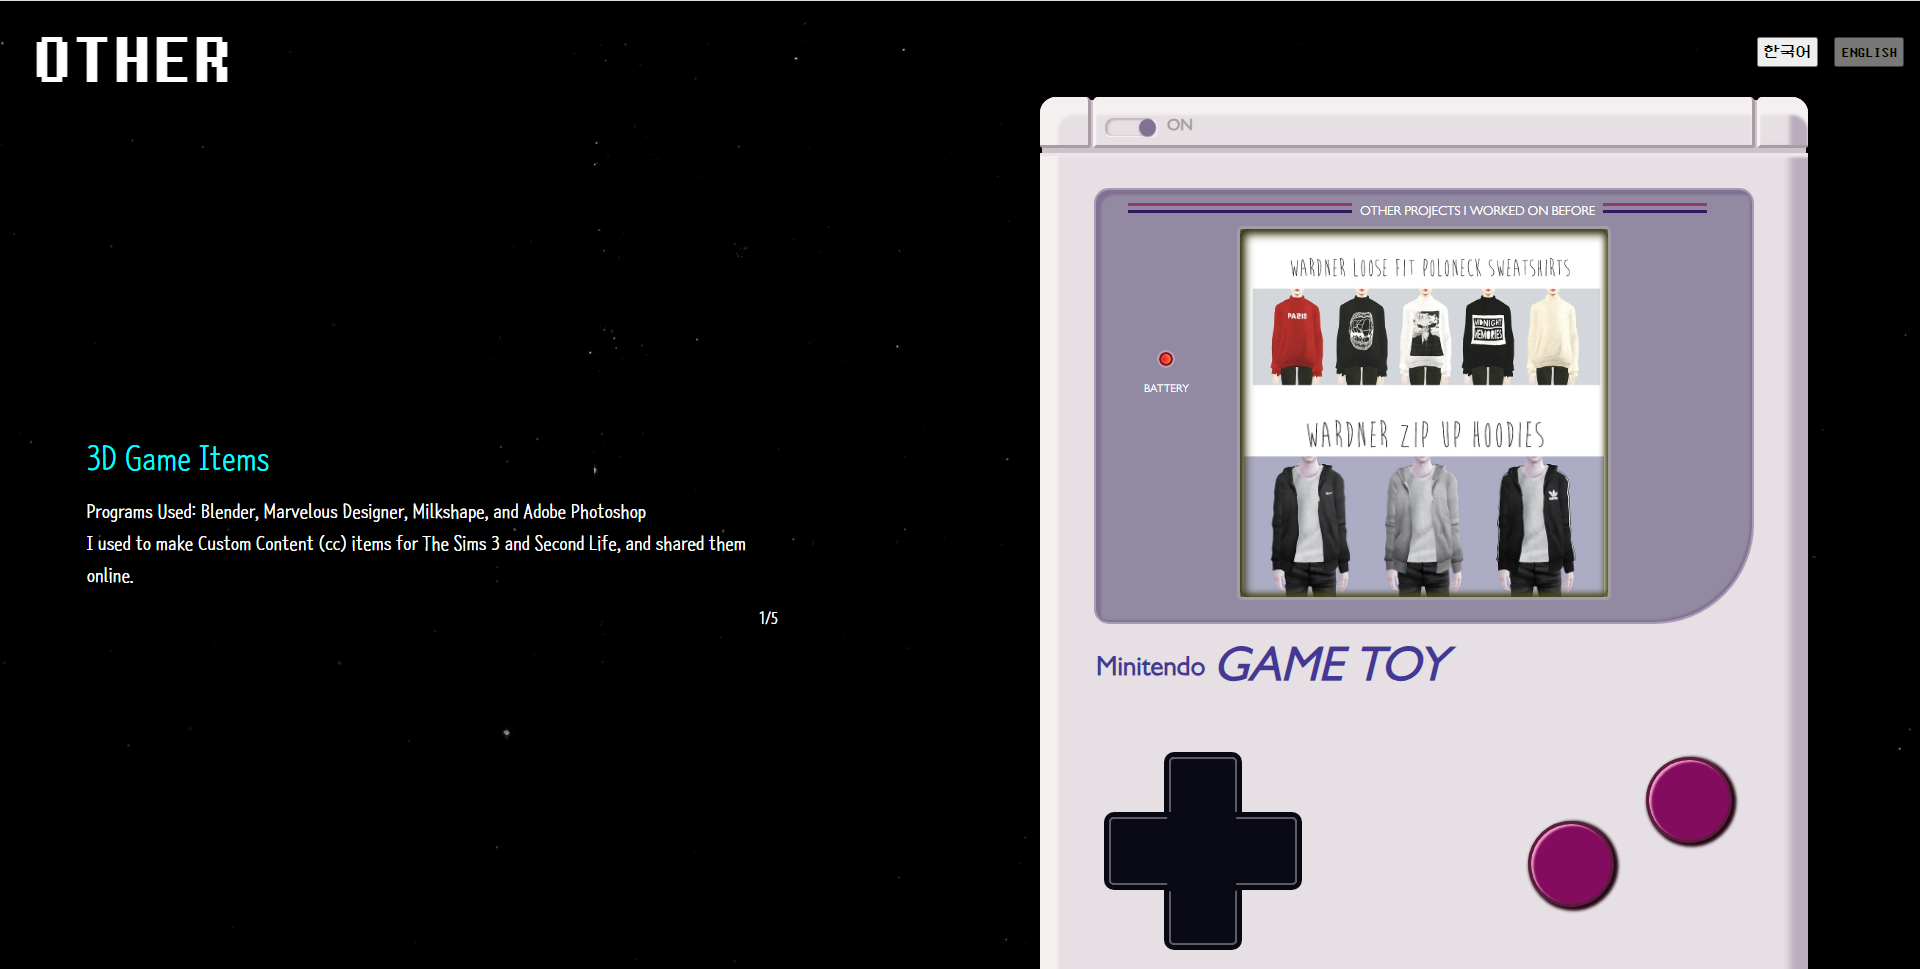 OTHER
한국어
ENGLISH
ON
OTHER PROJECTS I WORKED ON BEFORE
WARDNER LOOSE FIT POLONECK SWEATSHIRTS
PARIS
MIDNIGHT
MEMORIES
BATTERY
WARDNER ZIP UP HOODIES
3D Game Items
Programs Used: Blender, Marvelous Designer, Milkshape, and Adobe Photoshop
I used to make Custom Content (cc) items for The Sims 3 and Second Life, and shared them
online.
1/5
Minitendo GAME TOY